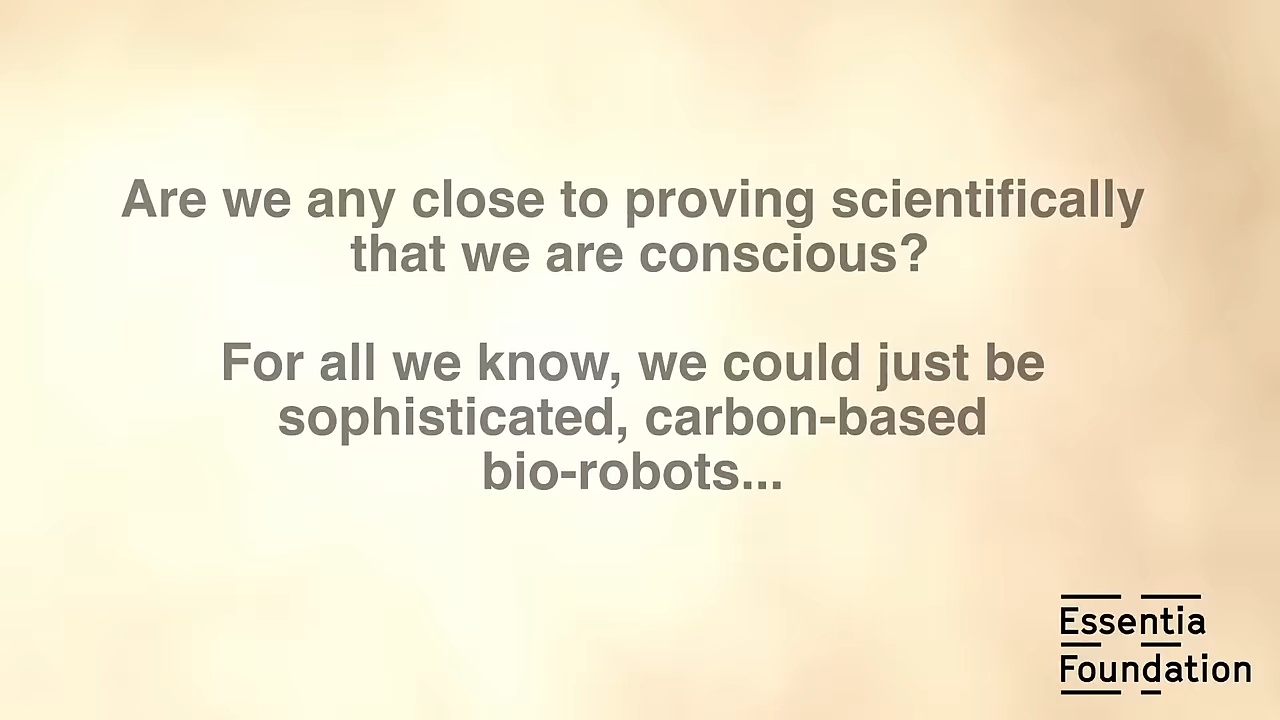 Are we any close to proving scientifically
that we are conscious?
For all we know, we could just be
sophisticated, carbon-based
bio-robots...
Essentia
Foundation